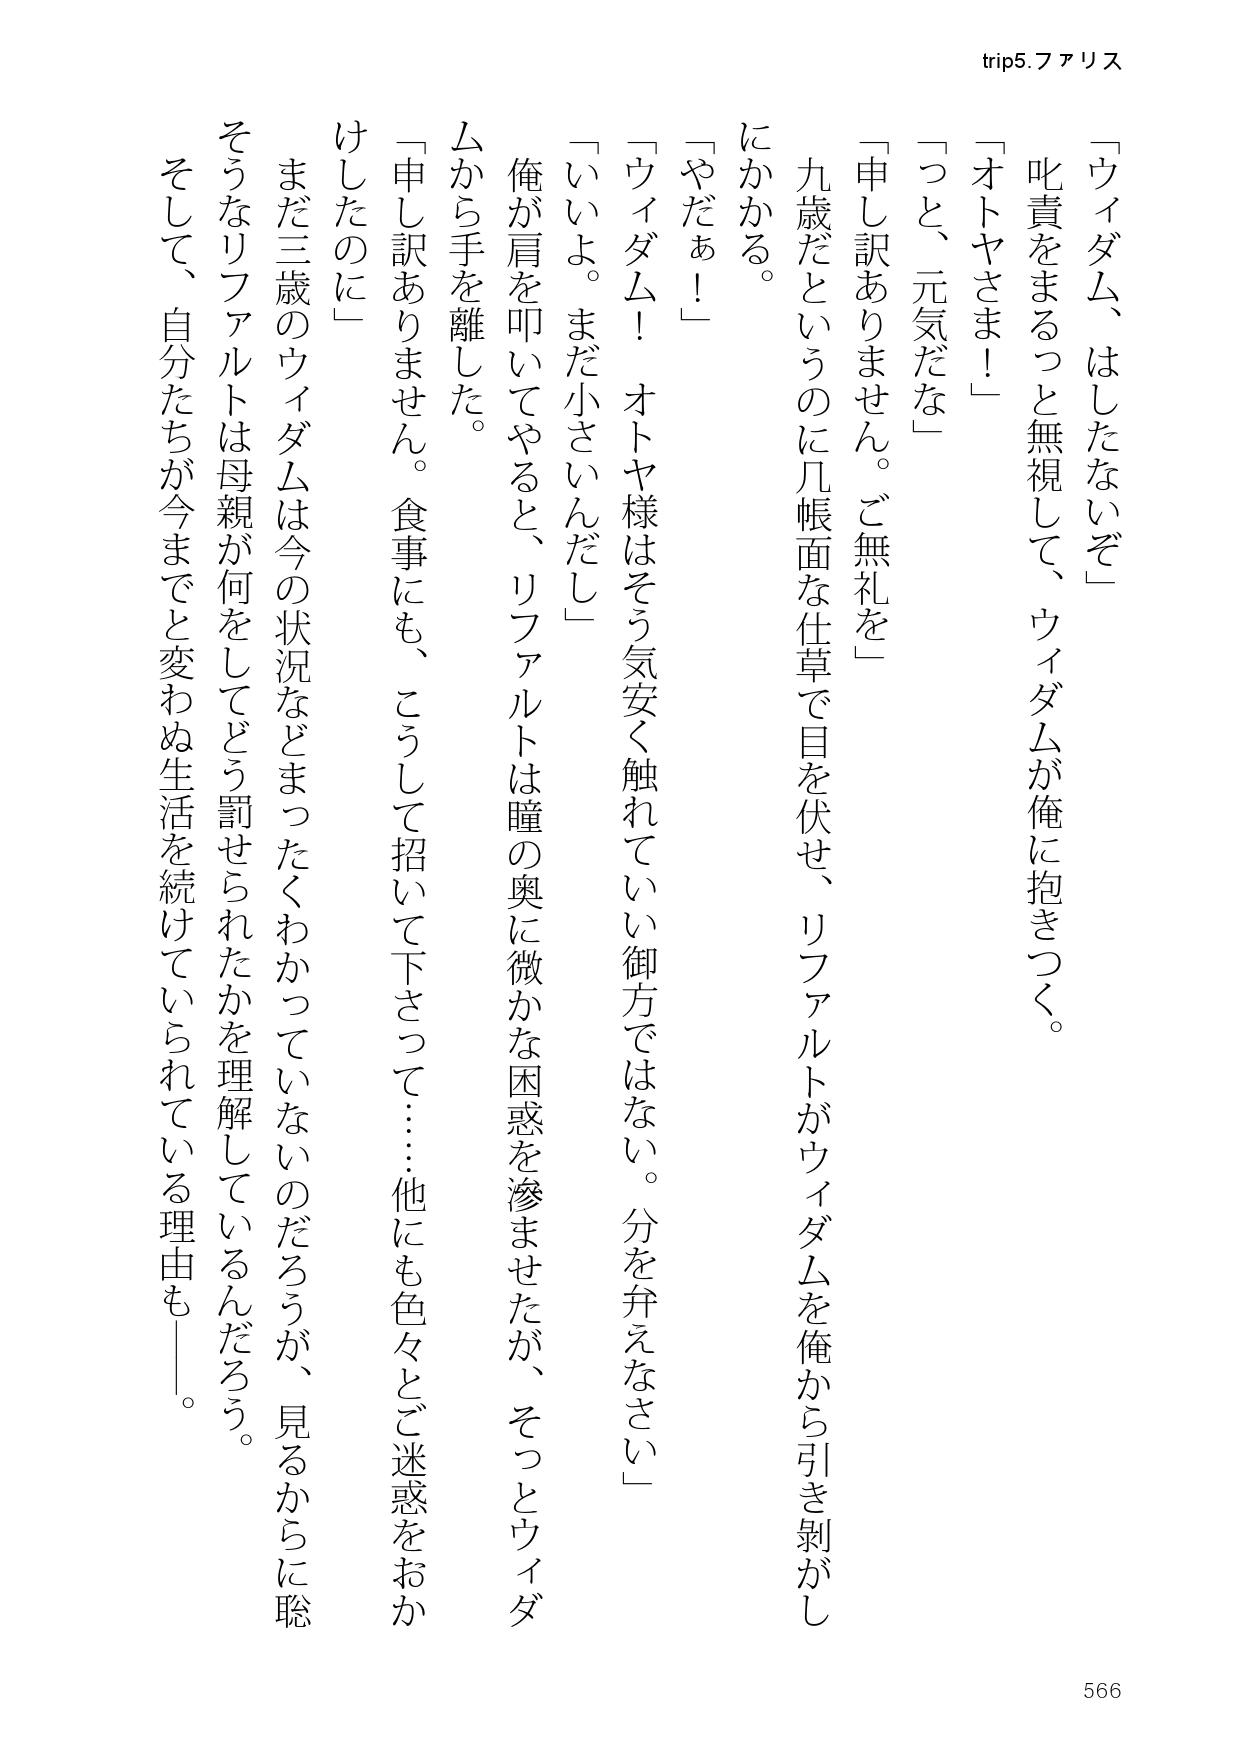 trip5.ファリス
「ウィダム、はしたないぞ」
　叱責をまるっと無視して、ウィダムが俺に抱きつく。
「オトヤさま！」
「っと、元気だな」
「申し訳ありません。ご無礼を」
　九歳だというのに几帳面な仕草で目を伏せ、リファルトがウィダムを俺から引き剝がし
にかかる。
「やだぁ！」
「ウィダム！　オトヤ様はそう気安く触れていい御方ではない。分を弁えなさい」
「いいよ。まだ小さいんだし」
　俺が肩を叩いてやると、リファルトは瞳の奥に微かな困惑を滲ませたが、そっとウィダ
ムから手を離した。
「申し訳ありません。食事にも、こうして招いて下さって……他にも色々とご迷惑をおか
けしたのに」
　まだ三歳のウィダムは今の状況などまったくわかっていないのだろうが、見るからに聡
そうなリファルトは母親が何をしてどう罰せられたかを理解しているんだろう。
　そして、自分たちが今までと変わぬ生活を続けていられている理由も――。
566